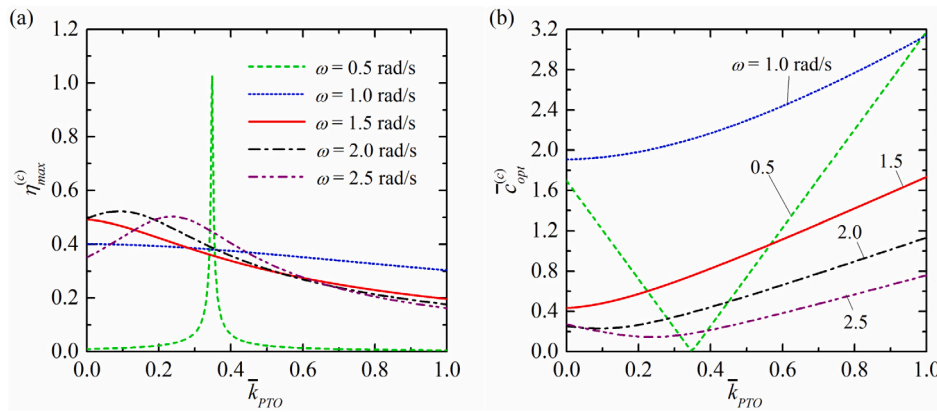 (a)
1.2
1.0
0.8
0.6
0.4
0.2
0.0
η_max^(c)
ω = 0.5 rad/s
ω = 1.0 rad/s
ω = 1.5 rad/s
ω = 2.0 rad/s
ω = 2.5 rad/s
0.0 0.2 0.4 0.6 0.8 1.0
k̅_PTO
(b)
3.2
2.8
2.4
2.0
1.6
1.2
0.8
0.4
0.0
c̅_opt^(c)
ω = 1.0 rad/s
0.5
1.5
2.0
2.5
0.0 0.2 0.4 0.6 0.8 1.0
k̅_PTO